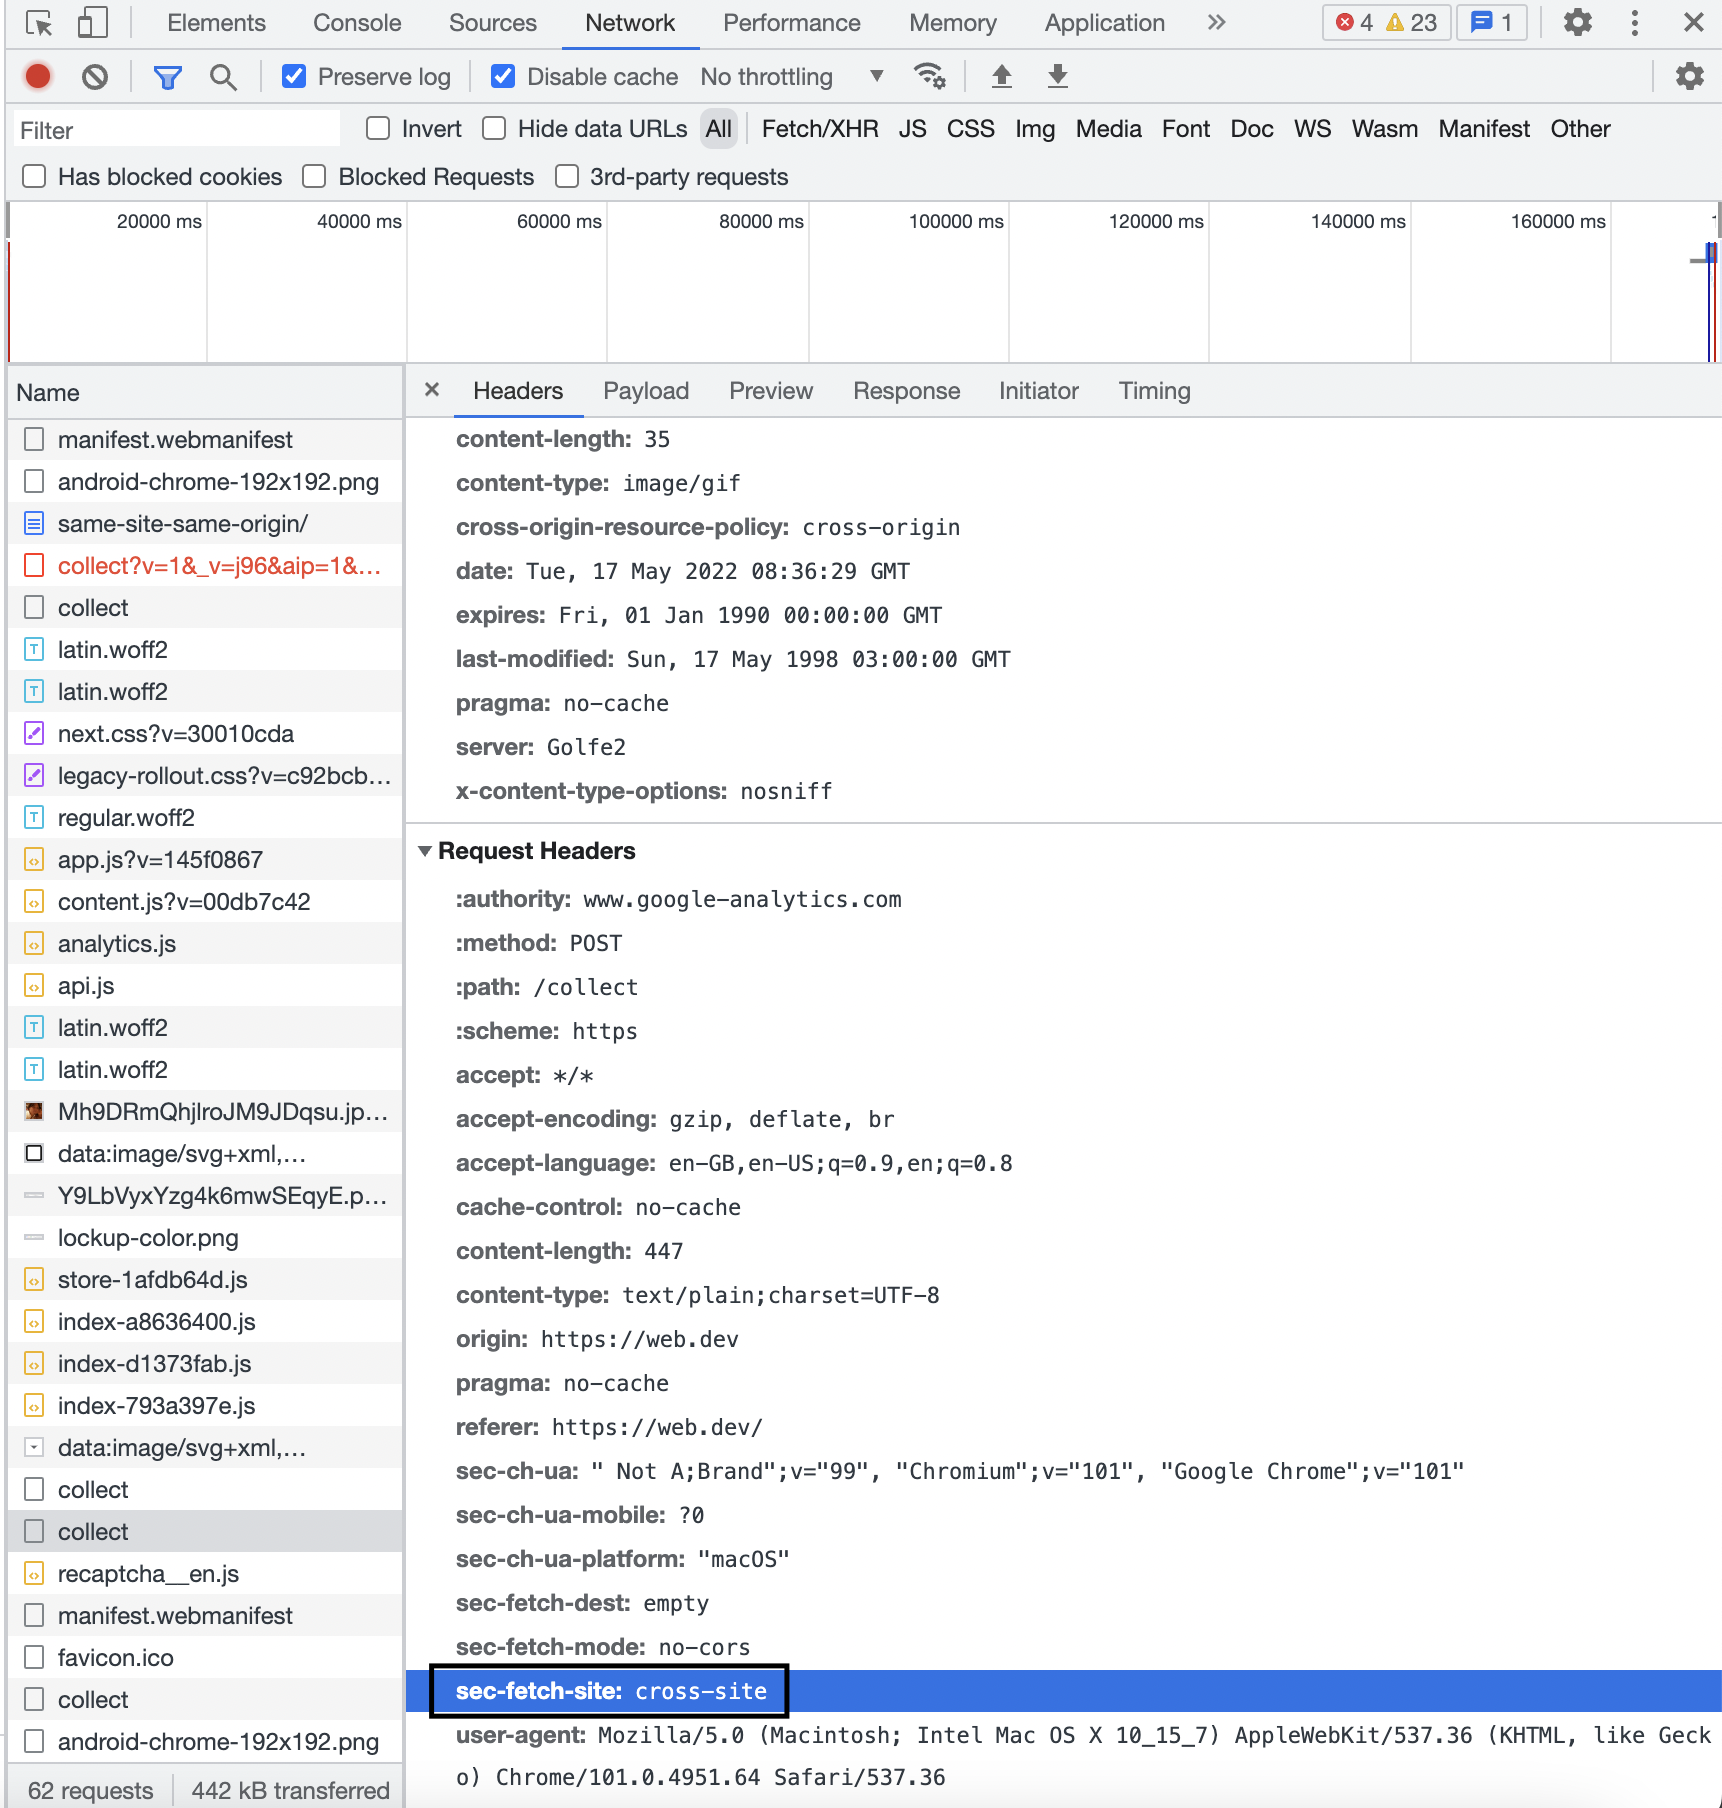 Elements Console Sources Network Performance Memory Application » 4 23 1
Preserve log Disable cache No throttling
Filter Invert Hide data URLs All Fetch/XHR JS CSS Img Media Font Doc WS Wasm Manifest Other
Has blocked cookies Blocked Requests 3rd-party requests
20000 ms 40000 ms 60000 ms 80000 ms 100000 ms 120000 ms 140000 ms 160000 ms
Name
manifest.webmanifest
android-chrome-192x192.png
same-site-same-origin/
collect?v=1&_v=j96&aip=1&…
collect
latin.woff2
latin.woff2
next.css?v=30010cda
legacy-rollout.css?v=c92bcb…
regular.woff2
app.js?v=145f0867
content.js?v=00db7c42
analytics.js
api.js
latin.woff2
latin.woff2
Mh9DRmQhjlroJM9JDqsu.jp…
data:image/svg+xml,…
Y9LbVyxYzg4k6mwSEqyE.p…
lockup-color.png
store-1afdb64d.js
index-a8636400.js
index-d1373fab.js
index-793a397e.js
data:image/svg+xml,…
collect
collect
recaptcha__en.js
manifest.webmanifest
favicon.ico
collect
android-chrome-192x192.png
62 requests 442 kB transferred
× Headers Payload Preview Response Initiator Timing
content-length: 35
content-type: image/gif
cross-origin-resource-policy: cross-origin
date: Tue, 17 May 2022 08:36:29 GMT
expires: Fri, 01 Jan 1990 00:00:00 GMT
last-modified: Sun, 17 May 1998 03:00:00 GMT
pragma: no-cache
server: Golfe2
x-content-type-options: nosniff
Request Headers
:authority: www.google-analytics.com
:method: POST
:path: /collect
:scheme: https
accept: */*
accept-encoding: gzip, deflate, br
accept-language: en-GB,en-US;q=0.9,en;q=0.8
cache-control: no-cache
content-length: 447
content-type: text/plain;charset=UTF-8
origin: https://web.dev
pragma: no-cache
referer: https://web.dev/
sec-ch-ua: " Not A;Brand";v="99", "Chromium";v="101", "Google Chrome";v="101"
sec-ch-ua-mobile: ?0
sec-ch-ua-platform: "macOS"
sec-fetch-dest: empty
sec-fetch-mode: no-cors
sec-fetch-site: cross-site
user-agent: Mozilla/5.0 (Macintosh; Intel Mac OS X 10_15_7) AppleWebKit/537.36 (KHTML, like Geck
o) Chrome/101.0.4951.64 Safari/537.36